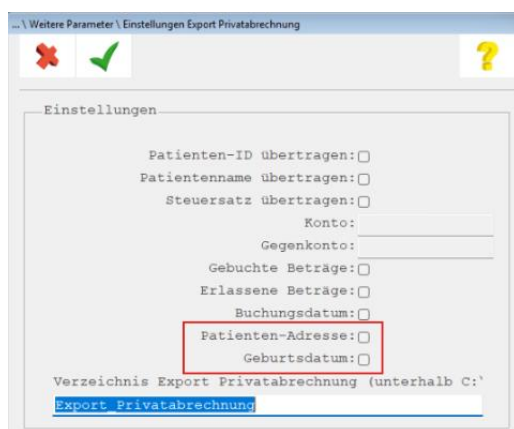 ... \ Weitere Parameter \ Einstellungen Export Privatabrechnung
?
Einstellungen
Patienten-ID übertragen:
Patientenname übertragen:
Steuersatz übertragen:
Konto:
Gegenkonto:
Gebuchte Beträge:
Erlassene Beträge:
Buchungsdatum:
Patienten-Adresse:
Geburtsdatum:
Verzeichnis Export Privatabrechnung (unterhalb C:
Export_Privatabrechnung